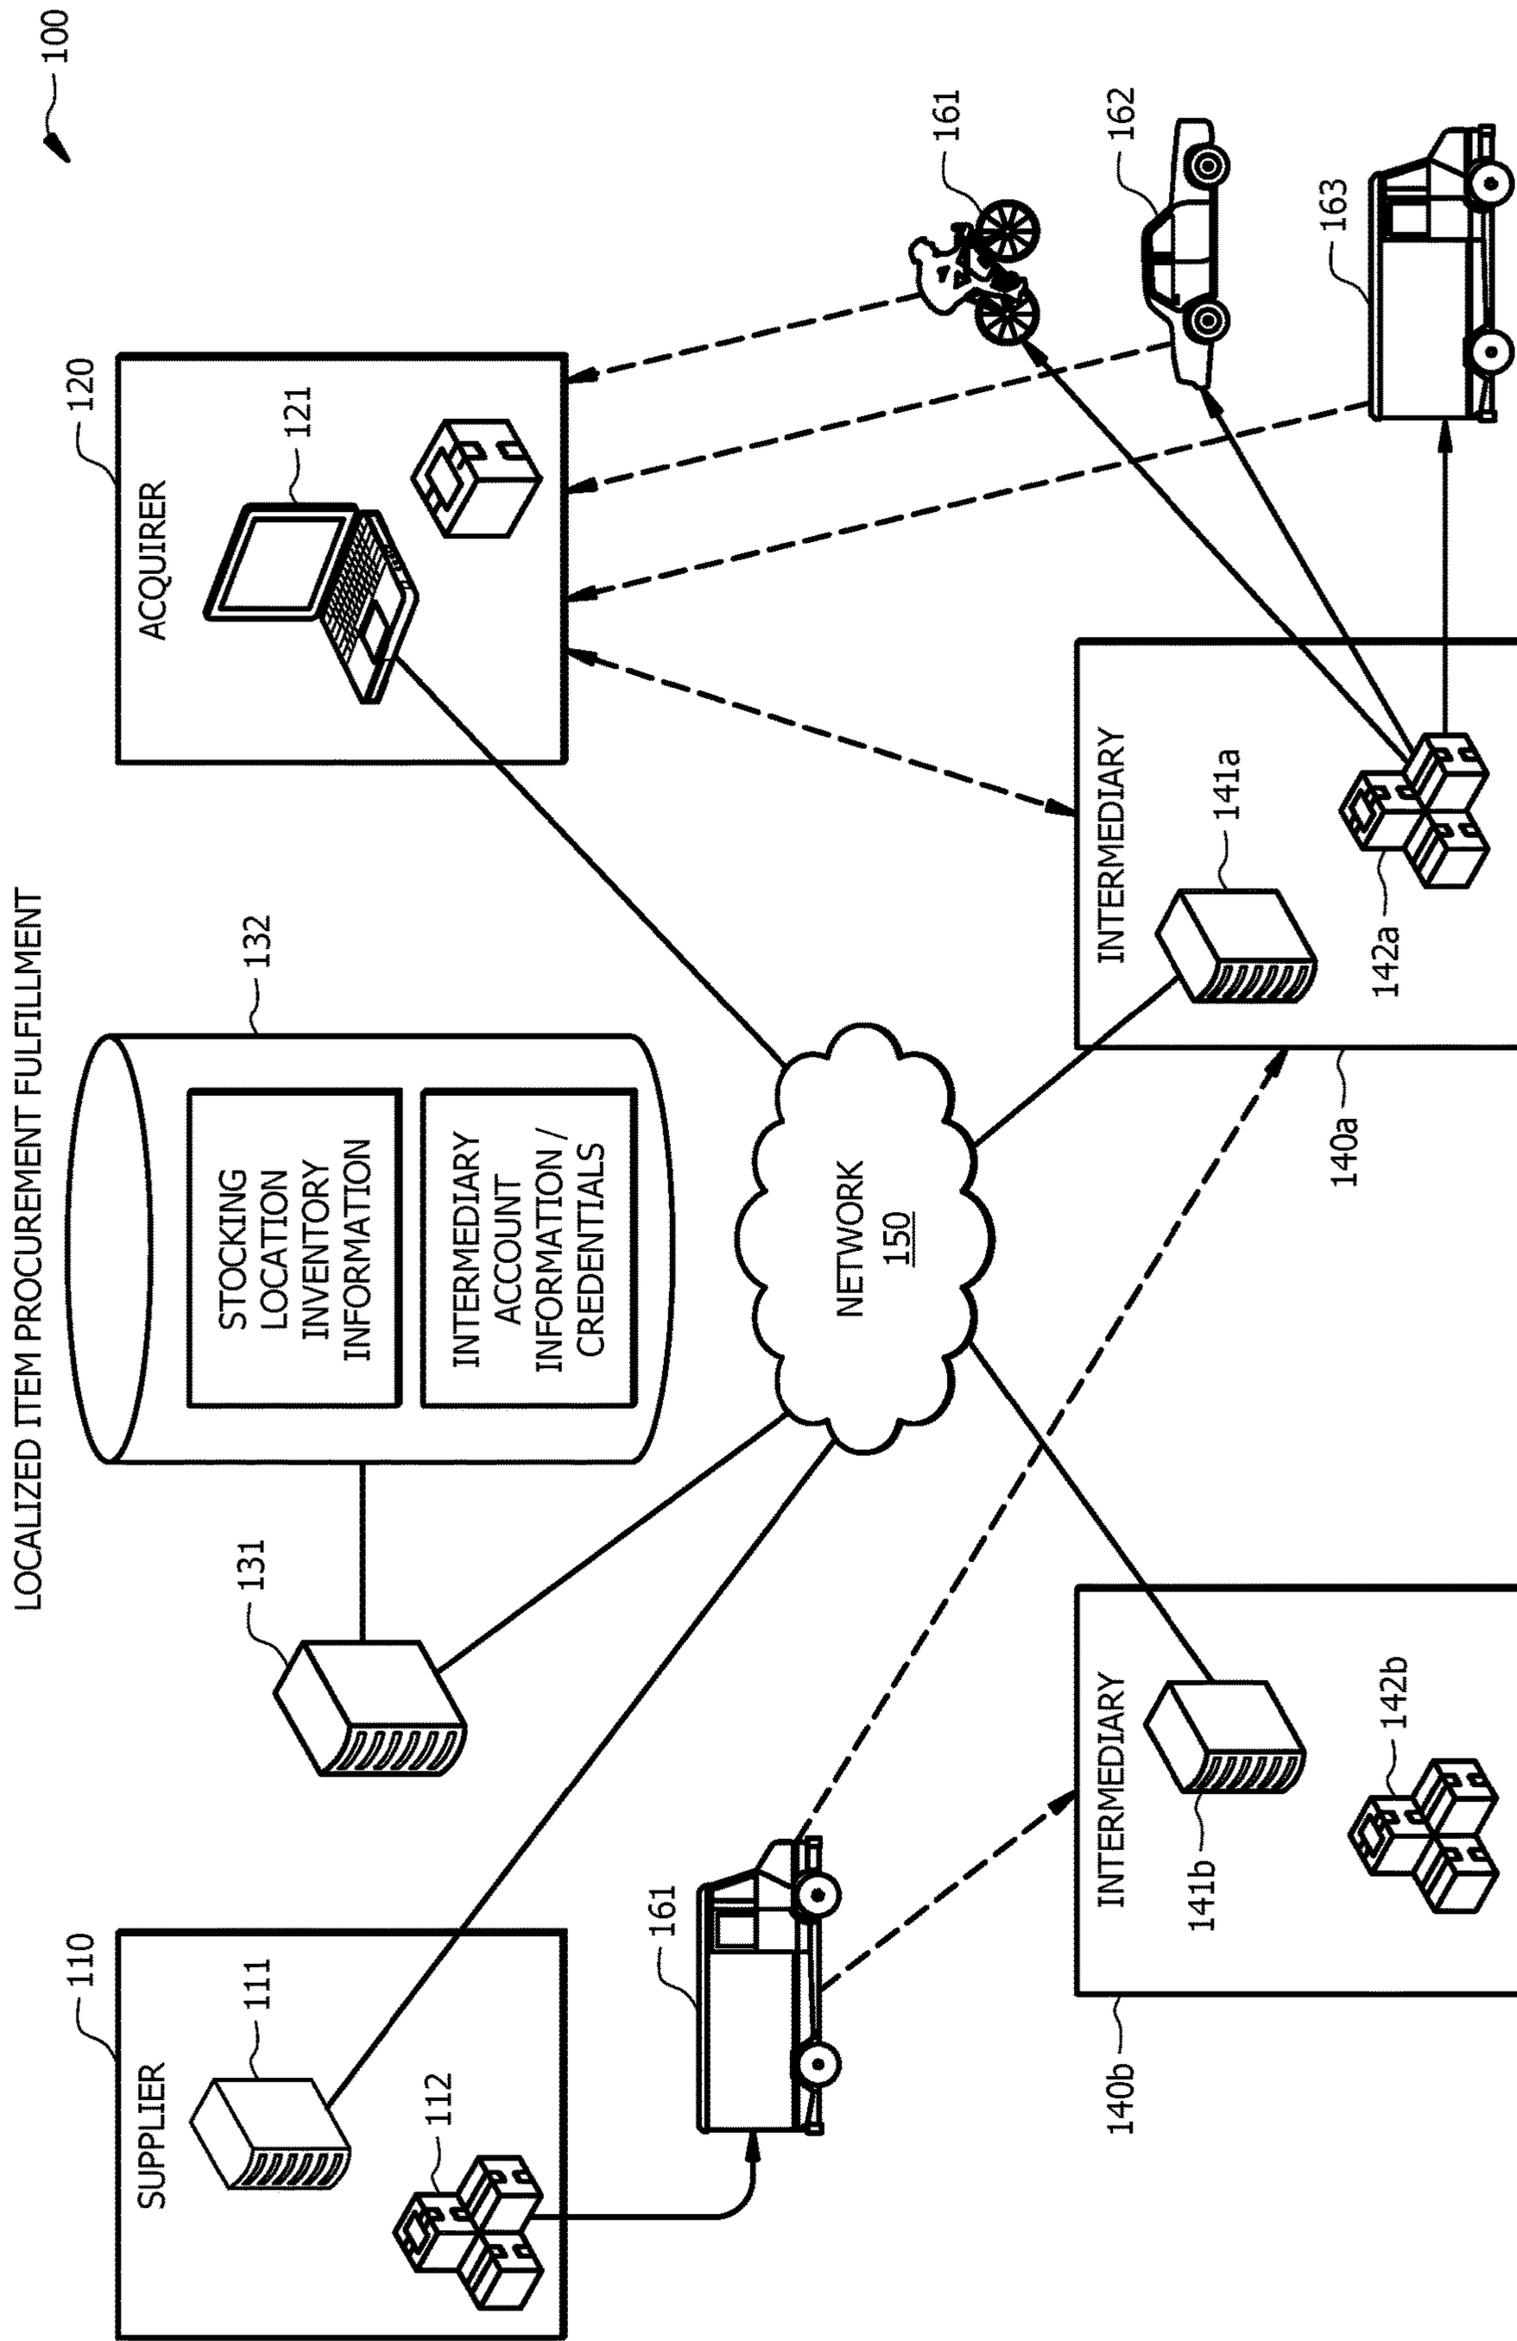 LOCALIZED ITEM PROCUREMENT FULFILLMENT
100
110
SUPPLIER
111
112
131
132
STOCKING
LOCATION
INVENTORY
INFORMATION
INTERMEDIARY
ACCOUNT
INFORMATION /
CREDENTIALS
120
ACQUIRER
121
161
NETWORK
150
161
162
163
140b
INTERMEDIARY
141b
142b
140a
INTERMEDIARY
141a
142a